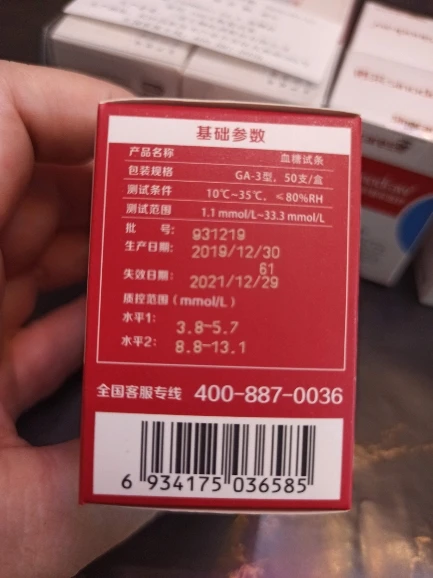 基础参数
产品名称 血糖试条
包装规格 GA-3型，50支/盒
测试条件 10℃~35℃，≤80%RH
测试范围 1.1 mmol/L~33.3 mmol/L
批 号: 931219
生产日期: 2019/12/30
61
失效日期: 2021/12/29
质控范围 (mmol/L)
水平1: 3.8-5.7
水平2: 8.8-13.1
全国客服专线 400-887-0036
6 934175 036585